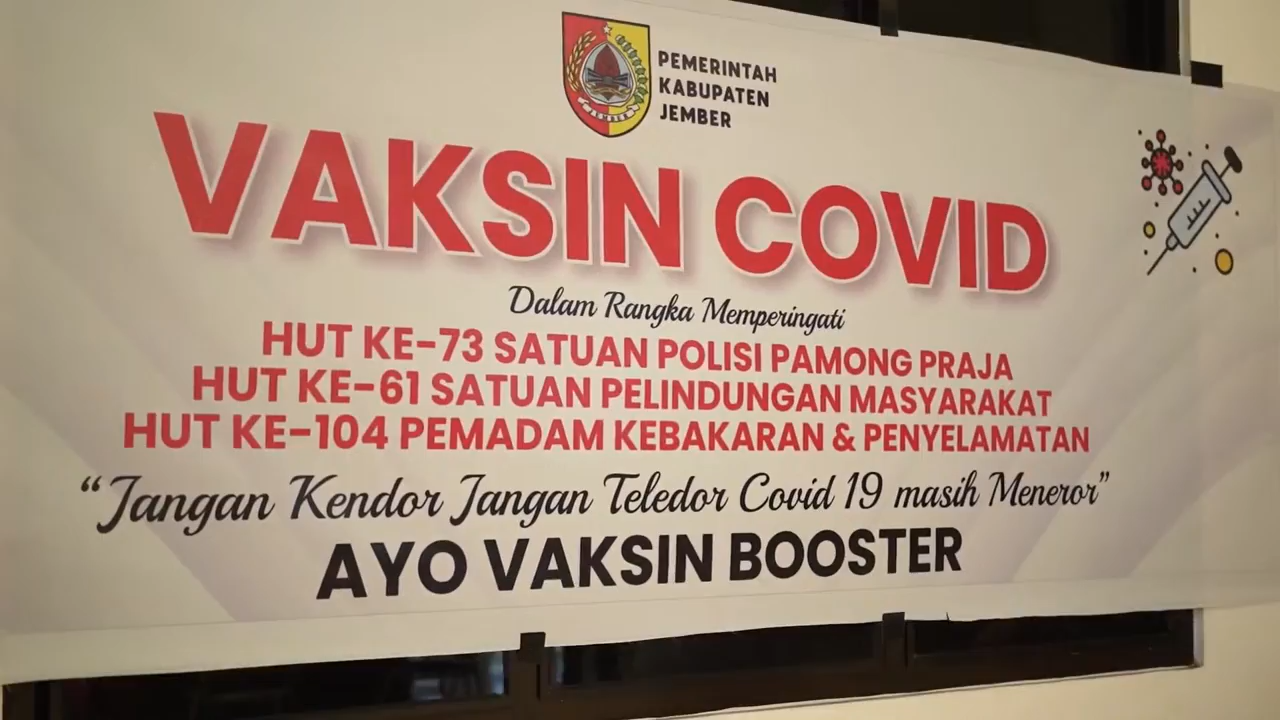 PEMERINTAH
KABUPATEN
JEMBER
JEMBER
VAKSIN COVID
Dalam Rangka Memperingati
HUT KE-73 SATUAN POLISI PAMONG PRAJA
HUT KE-61 SATUAN PELINDUNGAN MASYARAKAT
HUT KE-104 PEMADAM KEBAKARAN & PENYELAMATAN
“Jangan Kendor Jangan Teledor Covid 19 masih Meneror”
AYO VAKSIN BOOSTER